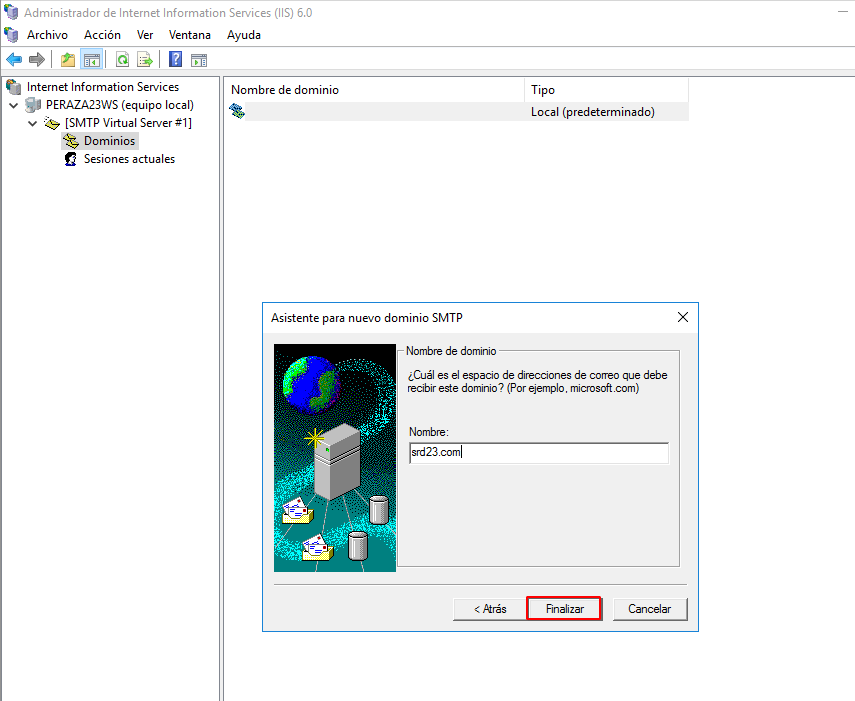 Administrador de Internet Information Services (IIS) 6.0
Archivo Acción Ver Ventana Ayuda
Internet Information Services
PERAZA23WS (equipo local)
[SMTP Virtual Server #1]
Dominios
Sesiones actuales
Nombre de dominio Tipo
Local (predeterminado)
Asistente para nuevo dominio SMTP
Nombre de dominio
¿Cuál es el espacio de direcciones de correo que debe
recibir este dominio? (Por ejemplo, microsoft.com)
Nombre:
srd23.com
< Atrás Finalizar Cancelar